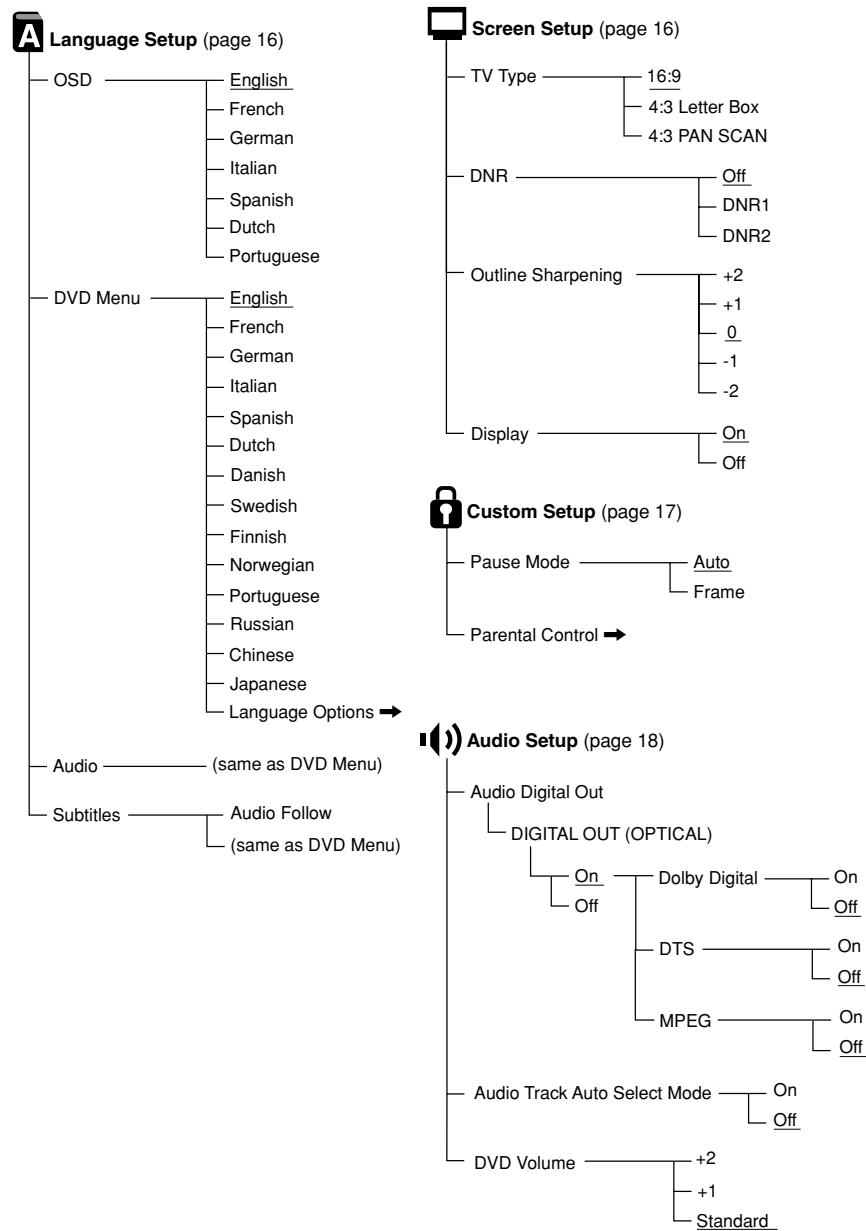 A Language Setup (page 16)
OSD
English
French
German
Italian
Spanish
Dutch
Portuguese
DVD Menu
English
French
German
Italian
Spanish
Dutch
Danish
Swedish
Finnish
Norwegian
Portuguese
Russian
Chinese
Japanese
Language Options ➡
Audio
(same as DVD Menu)
Subtitles
Audio Follow
(same as DVD Menu)
Screen Setup (page 16)
TV Type
16:9
4:3 Letter Box
4:3 PAN SCAN
DNR
Off
DNR1
DNR2
Outline Sharpening
+2
+1
0
-1
-2
Display
On
Off
Custom Setup (page 17)
Pause Mode
Auto
Frame
Parental Control ➡
Audio Setup (page 18)
Audio Digital Out
DIGITAL OUT (OPTICAL)
On
Off
Dolby Digital
On
Off
DTS
On
Off
MPEG
On
Off
Audio Track Auto Select Mode
On
Off
DVD Volume
+2
+1
Standard